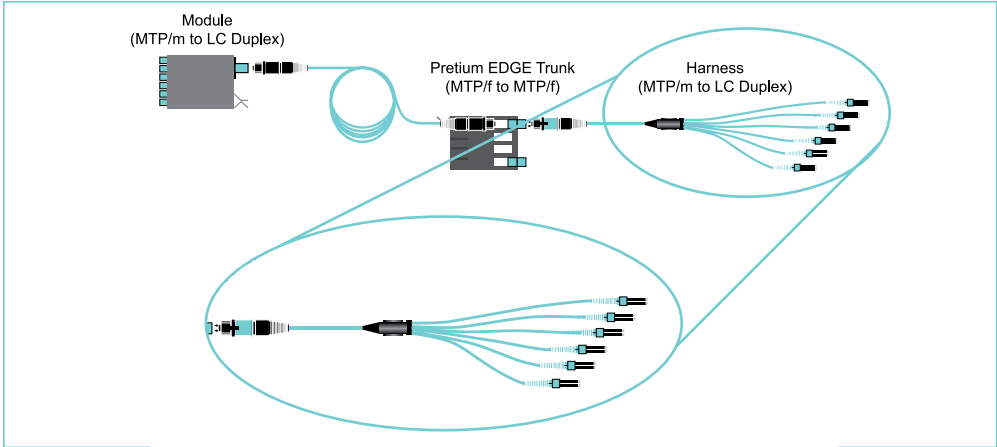 Module
(MTP/m to LC Duplex)
Pretium EDGE Trunk
(MTP/f to MTP/f)
Harness
(MTP/m to LC Duplex)